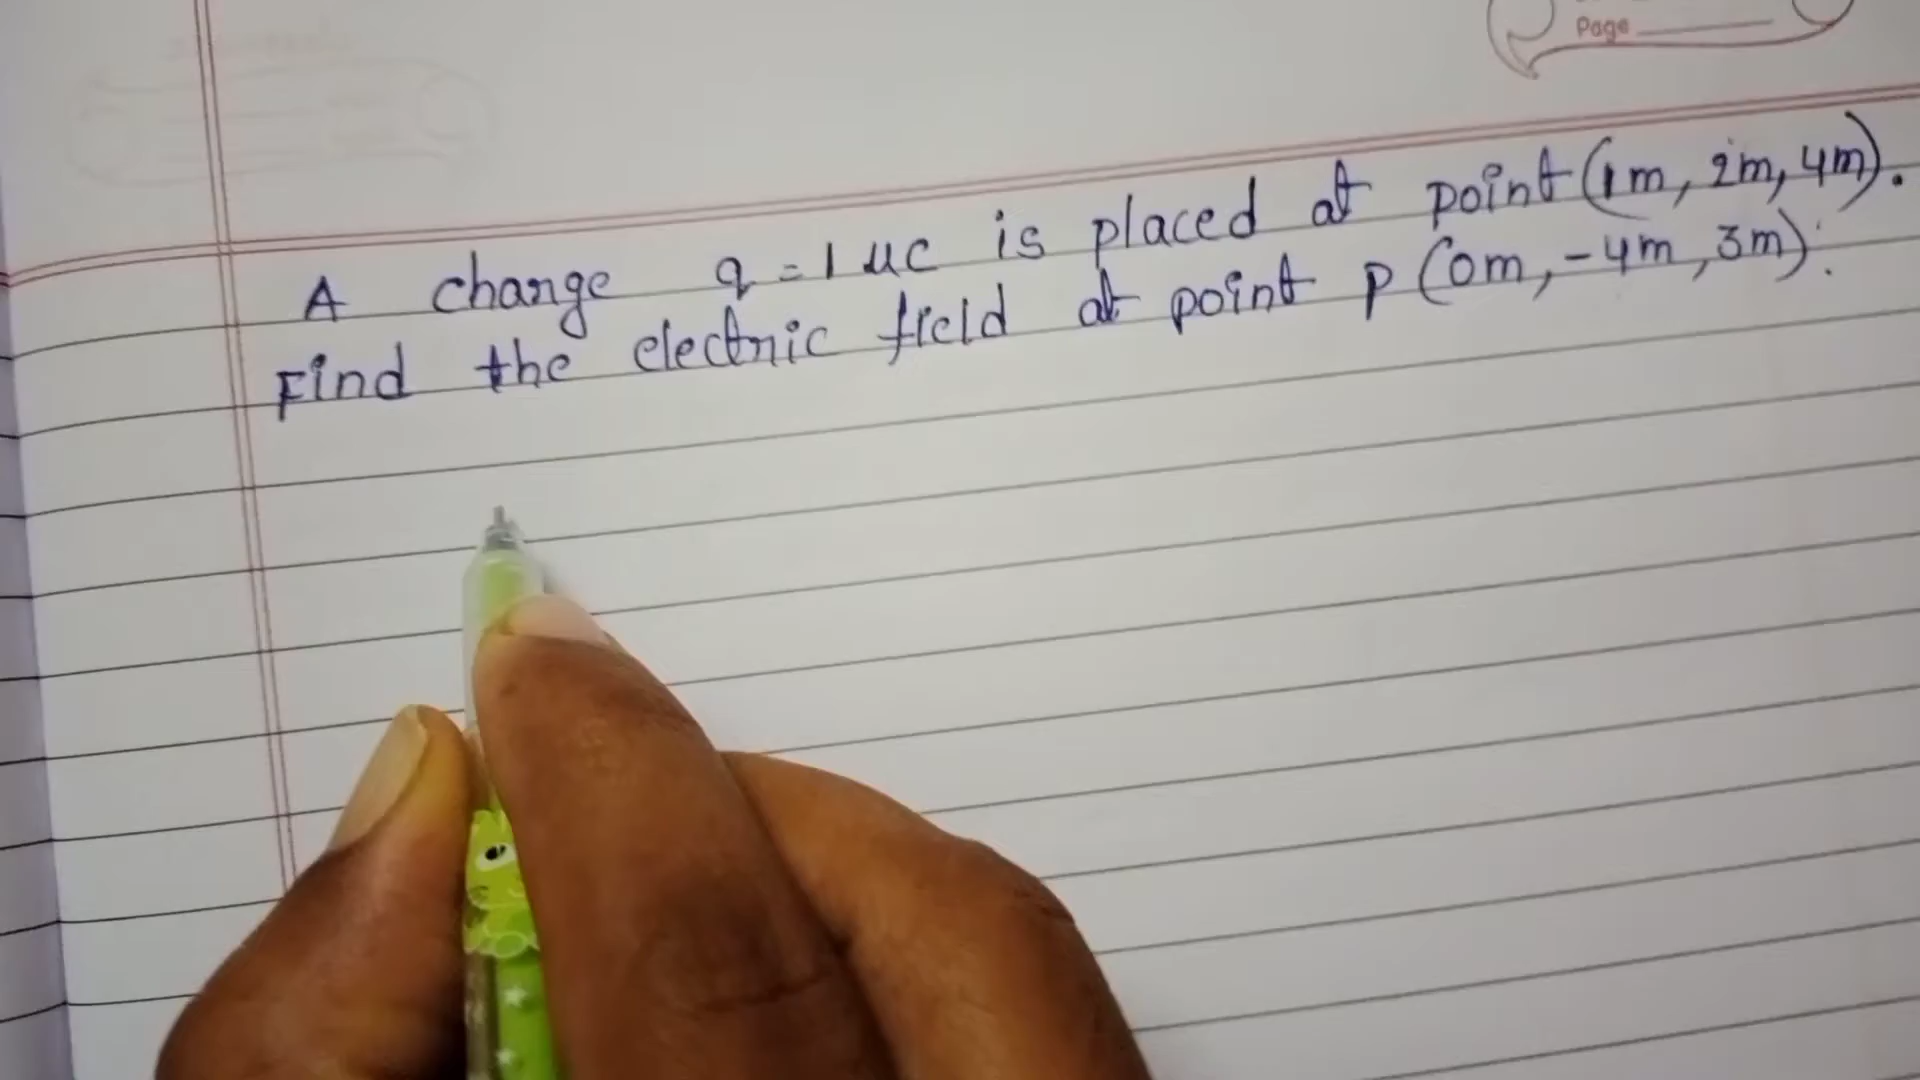 Page
A change q = 1 μc is placed at point (1m, 2m, 4m).
Find the electric field at point p (0m, -4m, 3m).